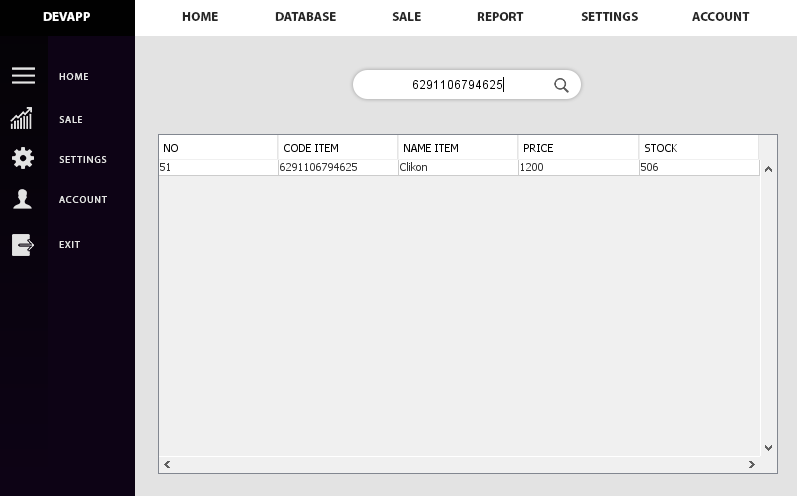 DEVAPP HOME DATABASE SALE REPORT SETTINGS ACCOUNT
HOME
SALE
SETTINGS
ACCOUNT
EXIT
6291106794625
NO CODE ITEM NAME ITEM PRICE STOCK
51 6291106794625 Clikon 1200 506